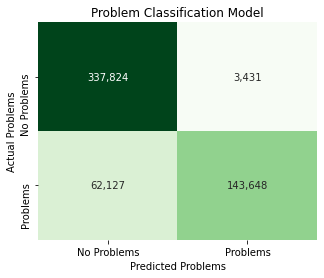 Problem Classification Model
Actual Problems
No Problems
337,824 3,431
Problems
62,127 143,648
No Problems Problems
Predicted Problems